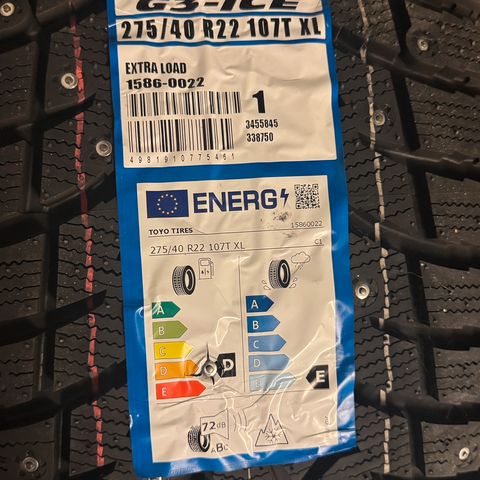 G3-ICE
275/40 R22 107T XL
EXTRA LOAD
1586-0022
1
3455845
338750
4981910775461
ENERG
TOYO TIRES 15860022
275/40 R22 107T XL C1
A A
B B
C C
D D D
E E E
72dB
ABC